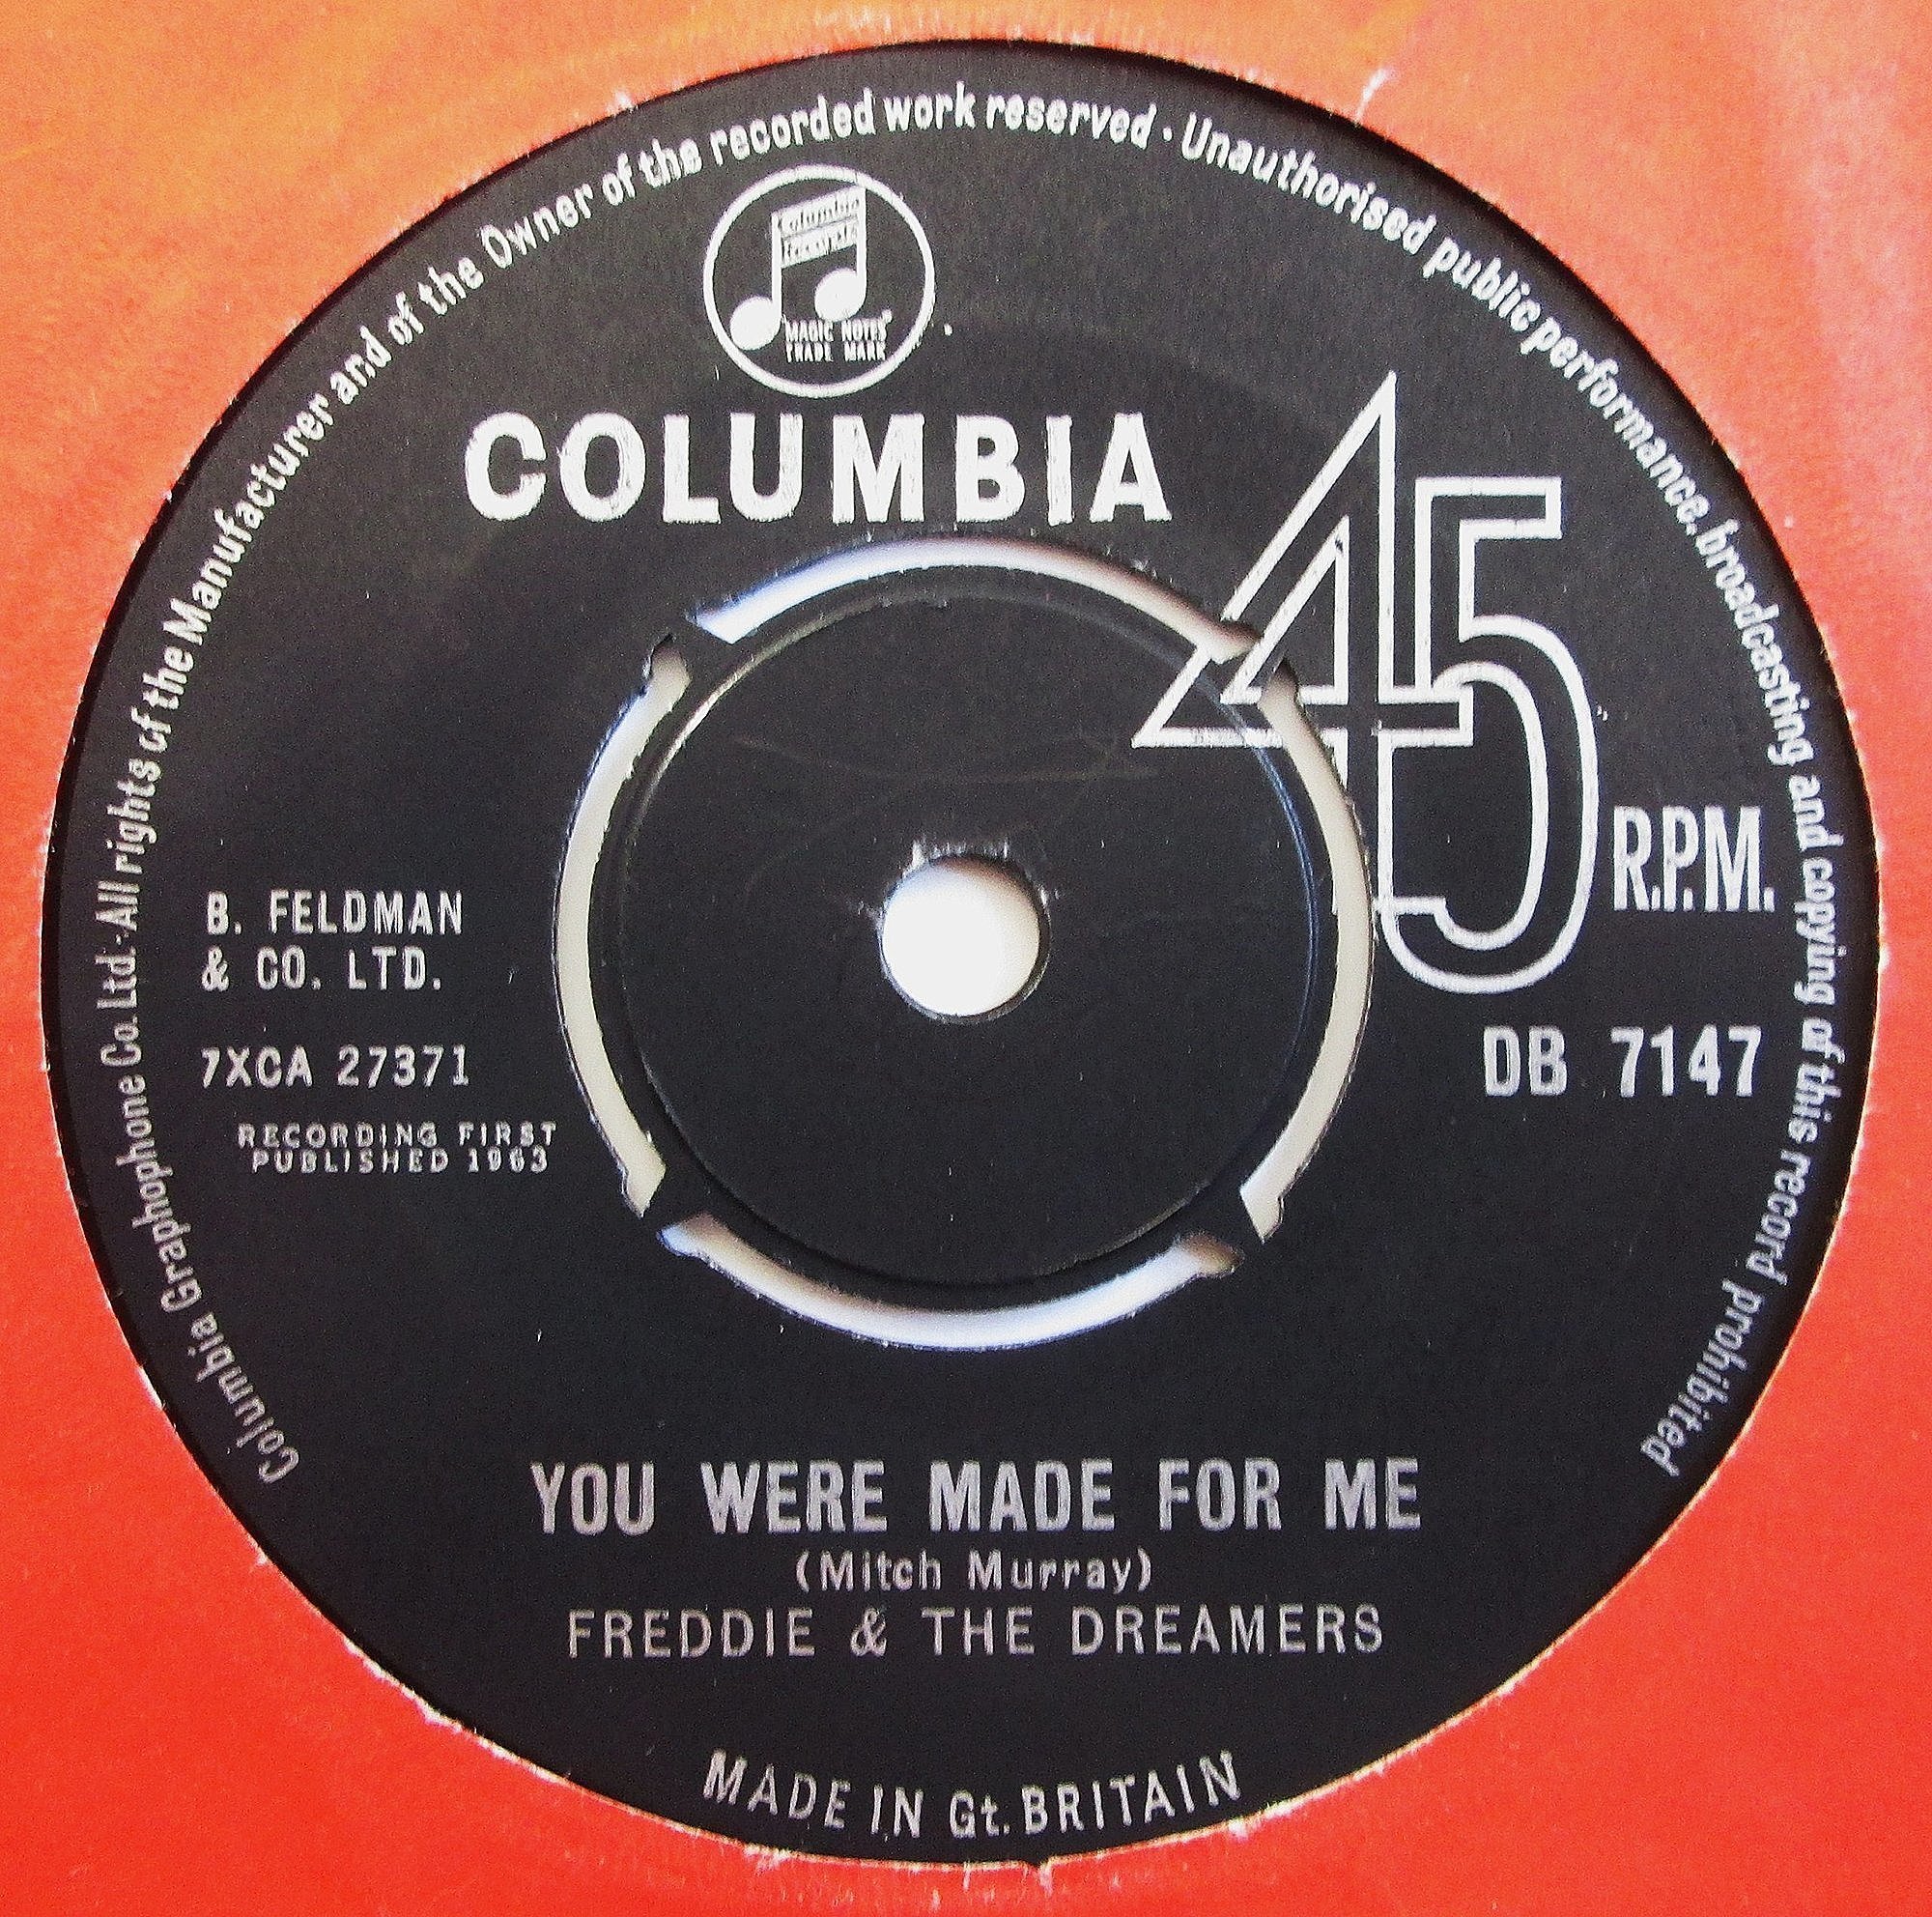 Columbia Graphophone Co. Ltd. · All rights of the Manufacturer and of the Owner of the recorded work reserved · Unauthorised public performance, broadcasting and copying of this record prohibited
Columbia
MAGIC NOTES
TRADE MARK
COLUMBIA
45
R.P.M.
B. FELDMAN
& CO. LTD.
7XCA 27371
DB 7147
RECORDING FIRST
PUBLISHED 1963
YOU WERE MADE FOR ME
(Mitch Murray)
FREDDIE & THE DREAMERS
MADE IN Gt. BRITAIN